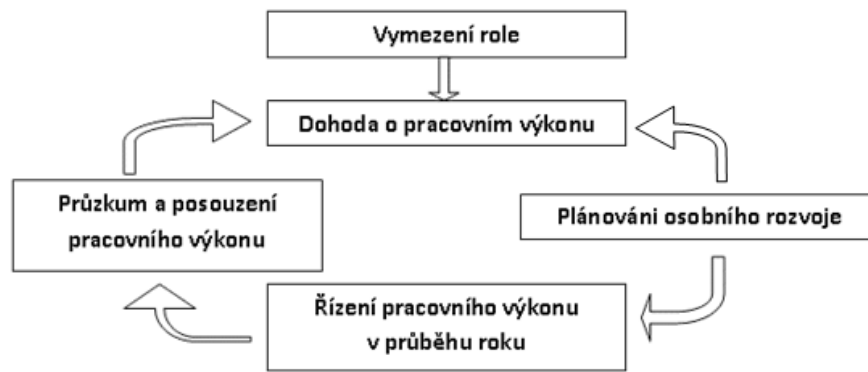 Vymezení role
Dohoda o pracovním výkonu
Průzkum a posouzení
pracovního výkonu
Plánováni osobního rozvoje
Řízení pracovního výkonu
v průběhu roku